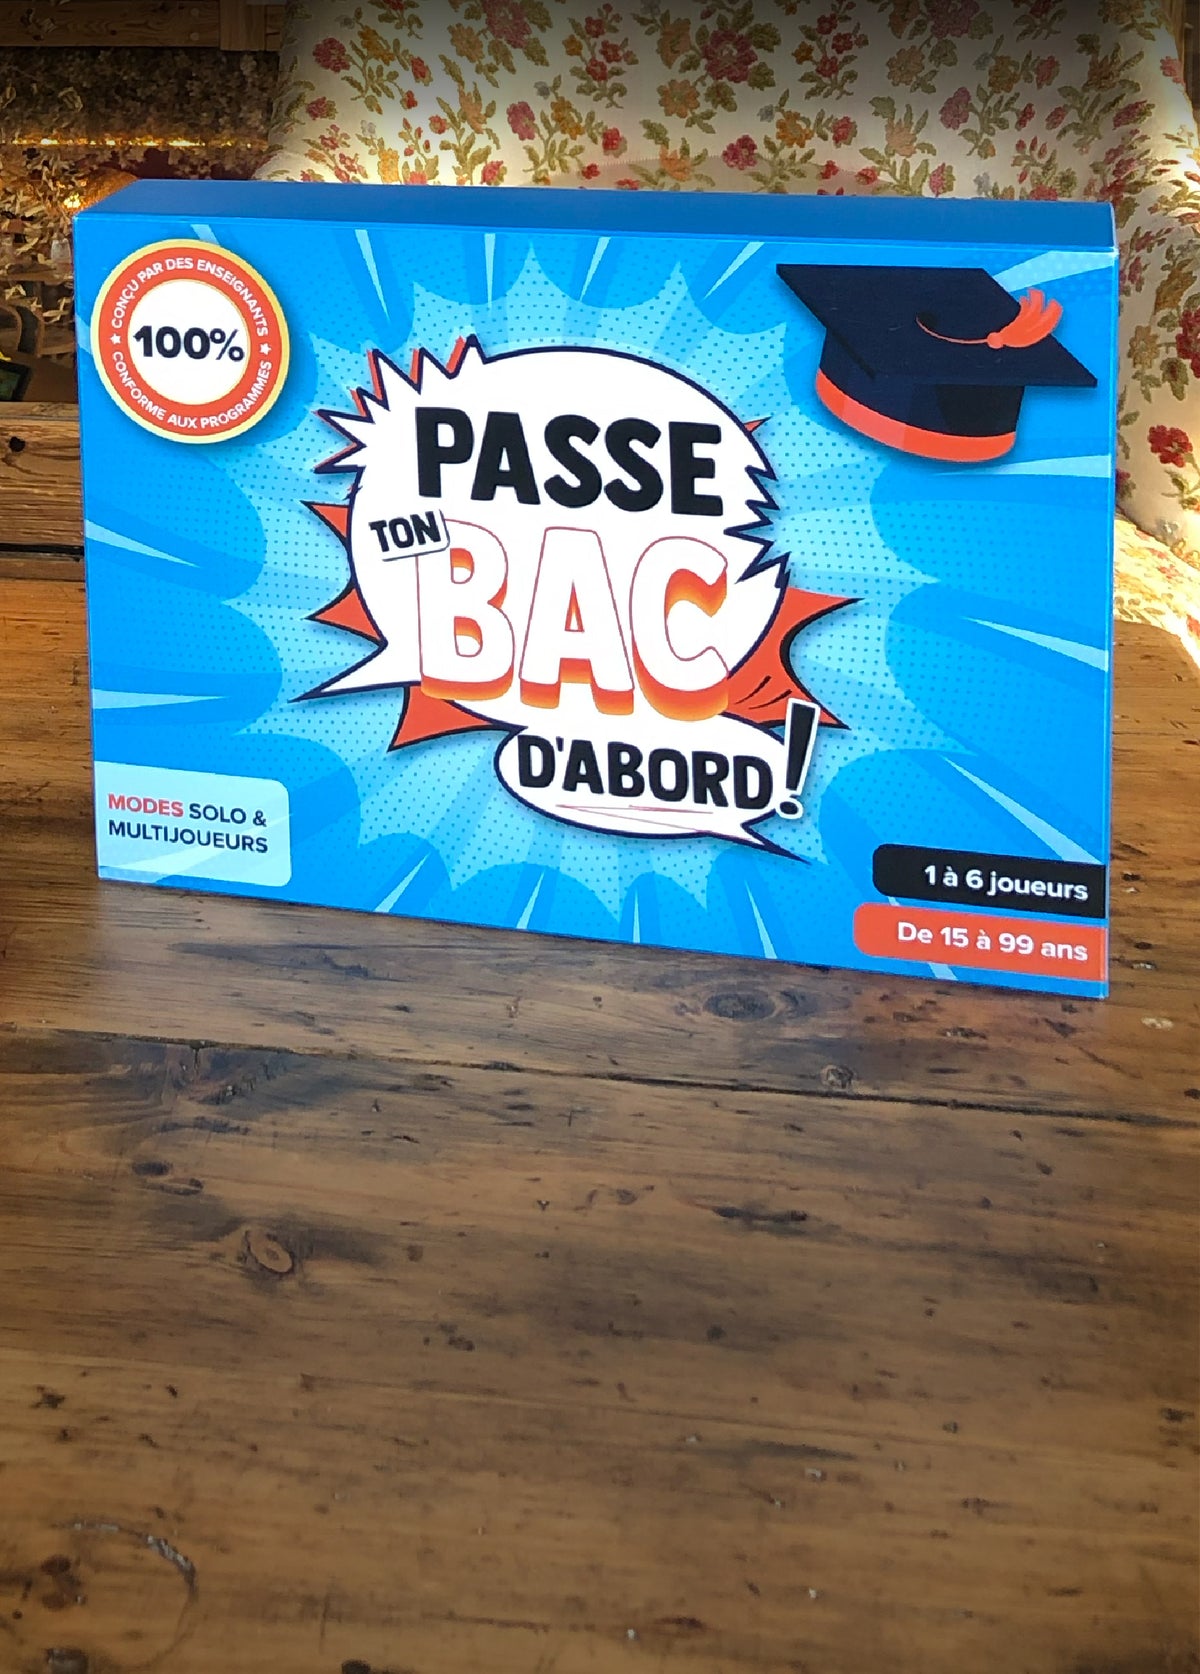 CONÇU PAR DES ENSEIGNANTS
100%
CONFORME AUX PROGRAMMES
PASSE
TON
BAC
D'ABORD!
MODES SOLO &
MULTIJOUEURS
1 à 6 joueurs
De 15 à 99 ans